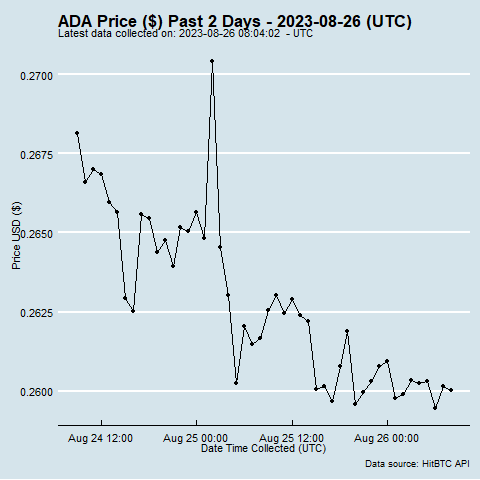 ADA Price ($) Past 2 Days - 2023-08-26 (UTC)
Latest data collected on: 2023-08-26 08:04:02 - UTC
0.2700
0.2675
0.2650
0.2625
0.2600
Price USD ($)
Aug 24 12:00
Aug 25 00:00
Aug 25 12:00
Aug 26 00:00
Date Time Collected (UTC)
Data source: HitBTC API